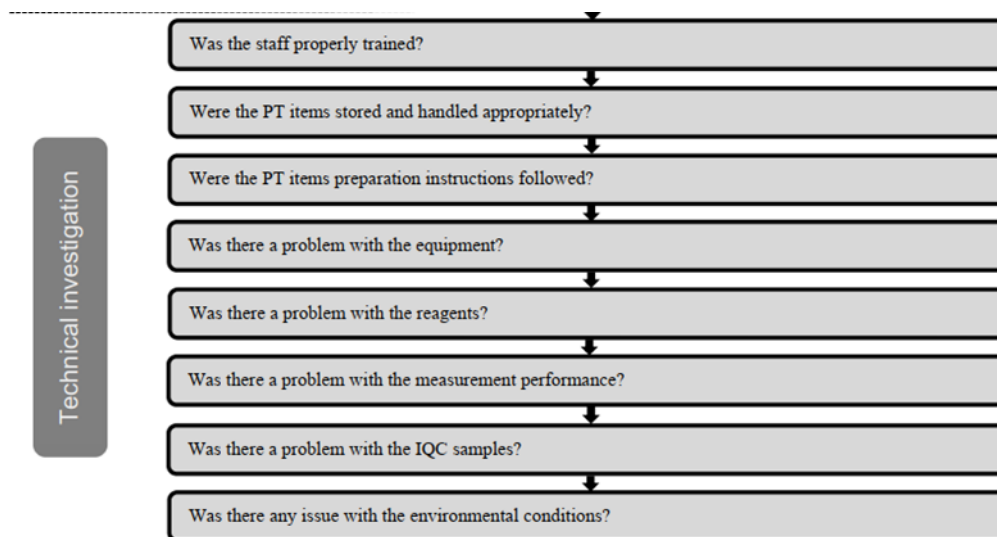 Was the staff properly trained?
Were the PT items stored and handled appropriately?
Were the PT items preparation instructions followed?
Was there a problem with the equipment?
Was there a problem with the reagents?
Was there a problem with the measurement performance?
Was there a problem with the IQC samples?
Was there any issue with the environmental conditions?
Technical investigation